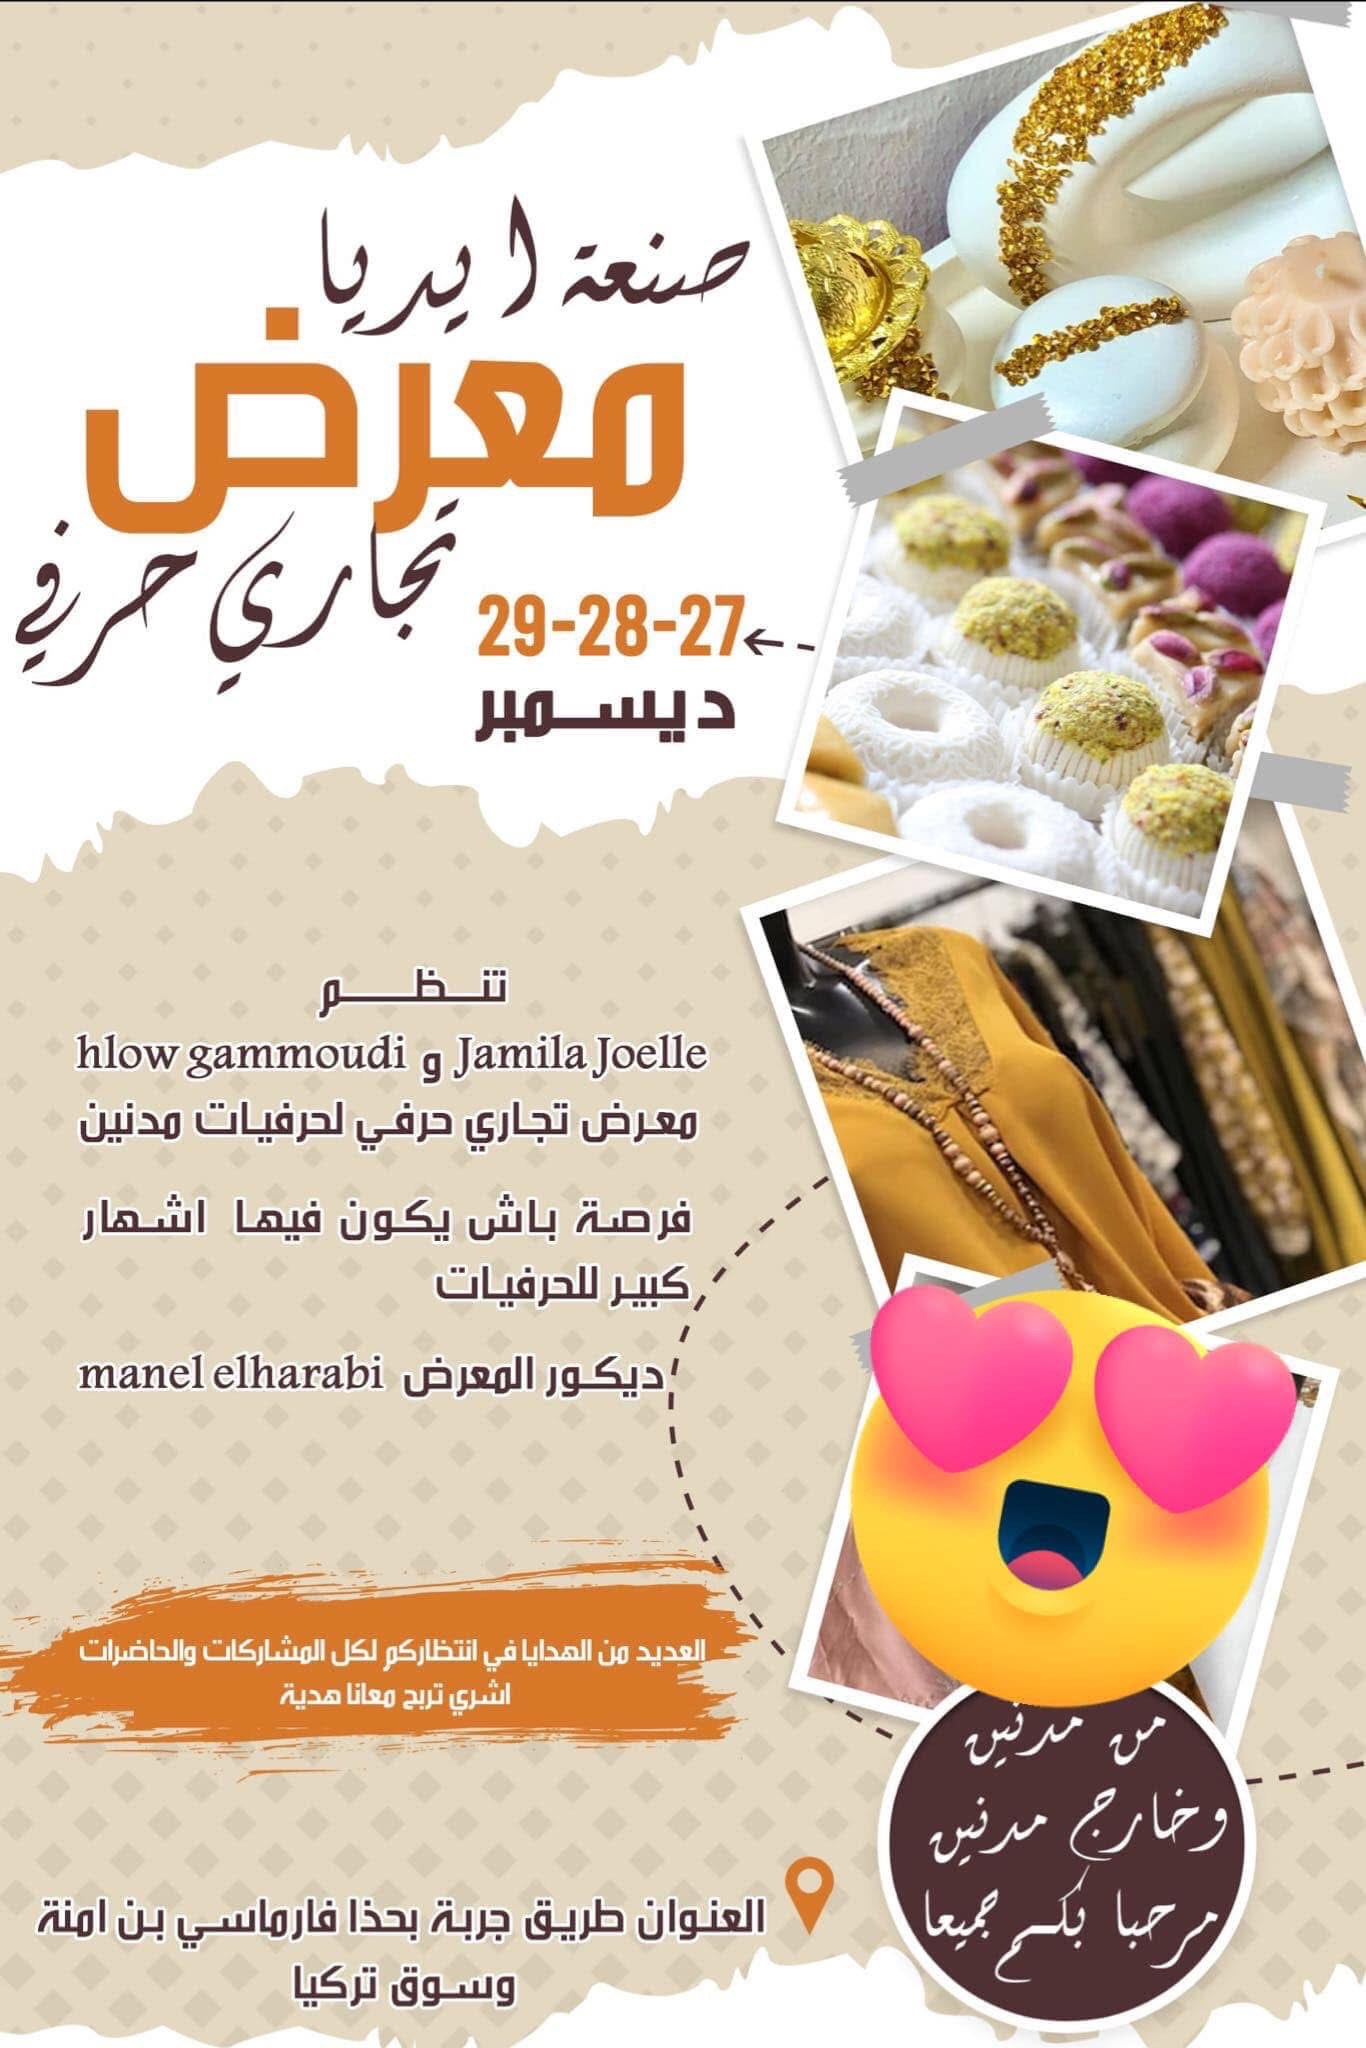 صنعة ايديا
معرض
تجاري حرفي
29-28-27
ديسمبر
تنظم
hlow gammoudi و Jamila Joelle
معرض تجاري حرفي لحرفيات مدنين
فرصة باش يكون فيها اشهار
كبير للحرفيات
ديكور المعرض manel elharabi
العديد من الهدايا في انتظاركم لكل المشاركات والحاضرات
اشري تربح معانا هدية
من مدنين
وخارج مدنين
مرحبا بكم جميعا
العنوان طريق جربة بحذا فارماسي بن امنة
وسوق تركيا